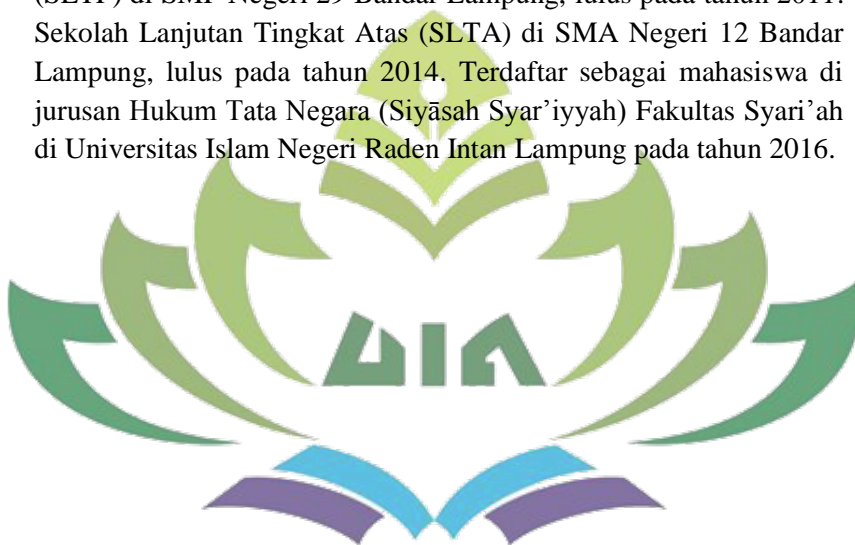 (SLTP) di SMP Negeri 29 Bandar Lampung, lulus pada tahun 2011.
Sekolah Lanjutan Tingkat Atas (SLTA) di SMA Negeri 12 Bandar
Lampung, lulus pada tahun 2014. Terdaftar sebagai mahasiswa di
jurusan Hukum Tata Negara (Siyāsah Syar’iyyah) Fakultas Syari’ah
di Universitas Islam Negeri Raden Intan Lampung pada tahun 2016.
UIN